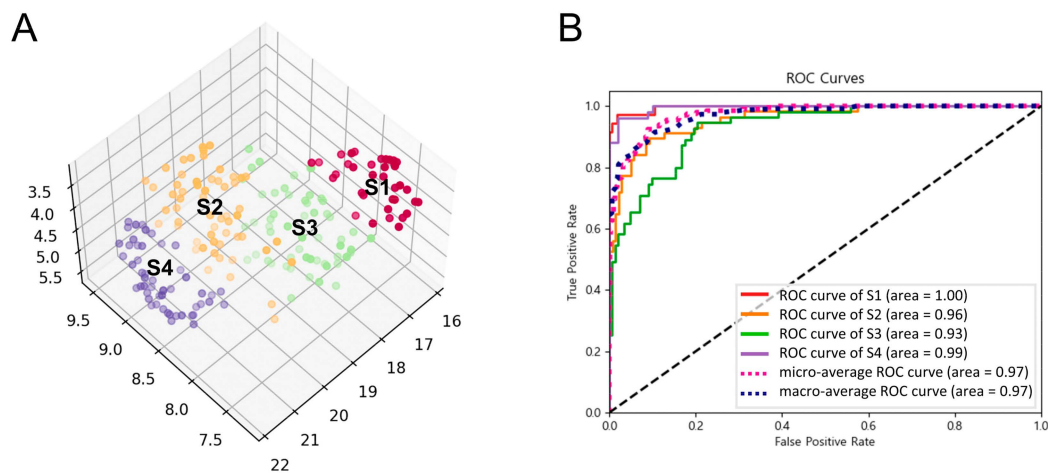 A
B
S1
S2
S3
S4
3.5
4.0
4.5
5.0
5.5
9.5
9.0
8.5
8.0
7.5
16
17
18
19
20
21
22
ROC Curves
True Positive Rate
1.0
0.8
0.6
0.4
0.2
0.0
ROC curve of S1 (area = 1.00)
ROC curve of S2 (area = 0.96)
ROC curve of S3 (area = 0.93)
ROC curve of S4 (area = 0.99)
micro-average ROC curve (area = 0.97)
macro-average ROC curve (area = 0.97)
0.0 0.2 0.4 0.6 0.8 1.0
False Positive Rate